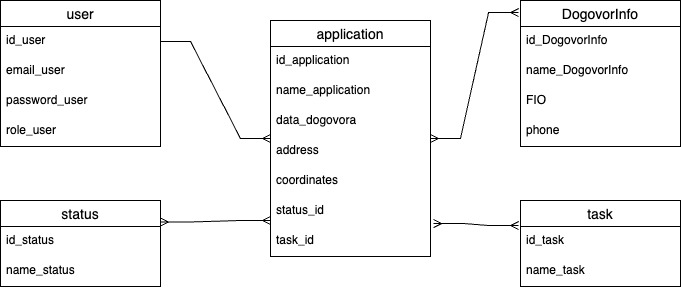 user
id_user
email_user
password_user
role_user
application
id_application
name_application
data_dogovora
address
coordinates
status_id
task_id
DogovorInfo
id_DogovorInfo
name_DogovorInfo
FIO
phone
status
id_status
name_status
task
id_task
name_task